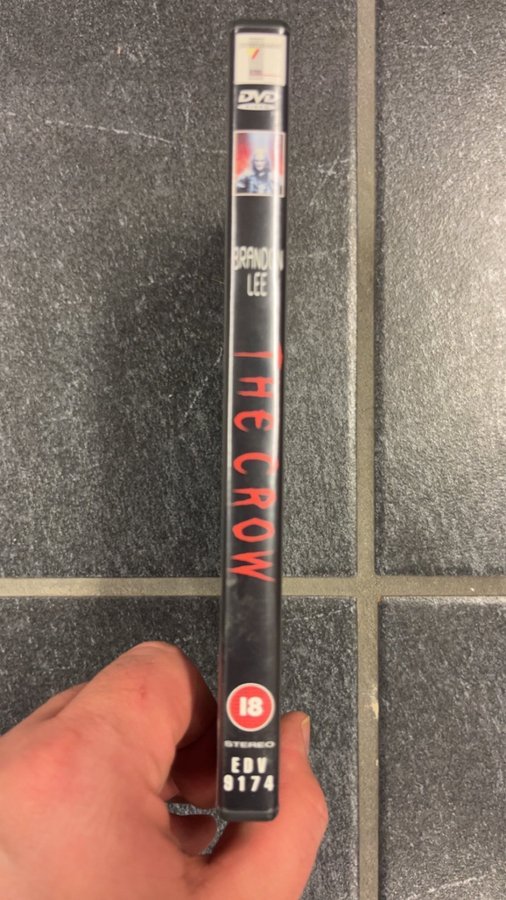 DVD
BRANDON
LEE
THE CROW
18
STEREO
EDV
9174